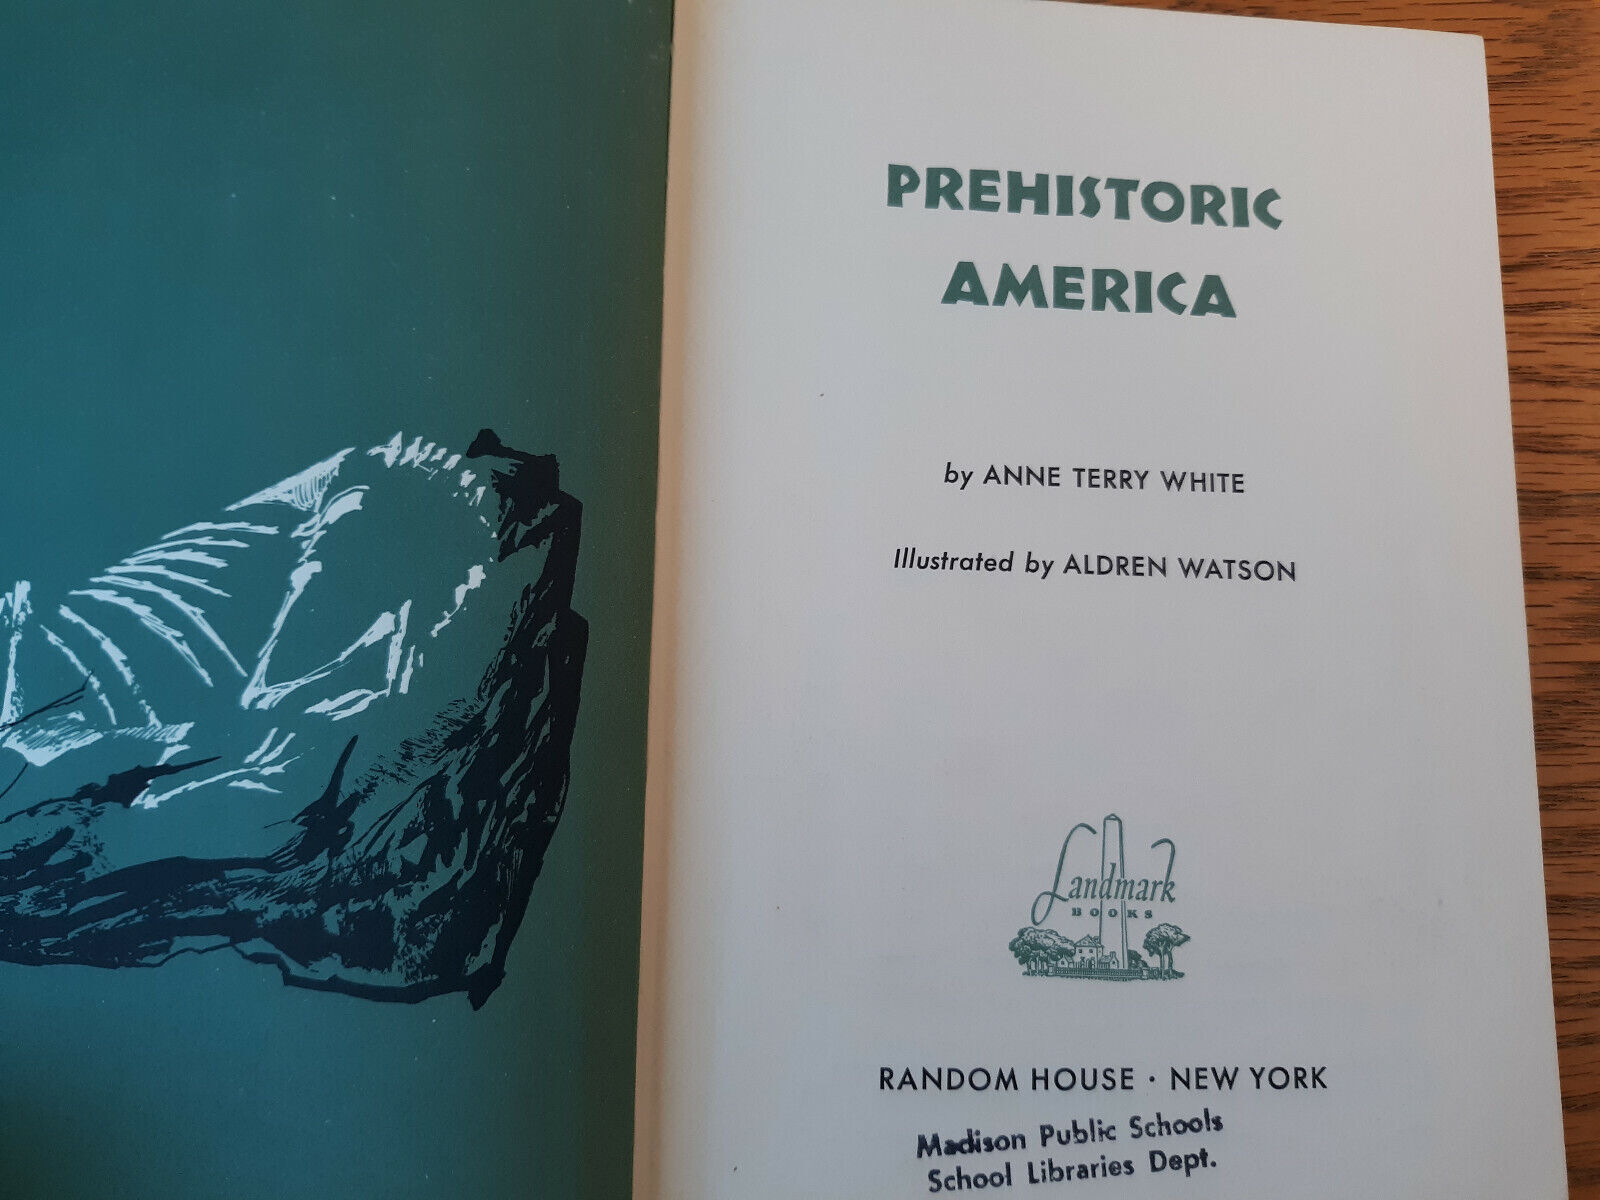 PREHISTORIC
AMERICA
by ANNE TERRY WHITE
Illustrated by ALDREN WATSON
Landmark
BOOKS
RANDOM HOUSE · NEW YORK
Madison Public Schools
School Libraries Dept.